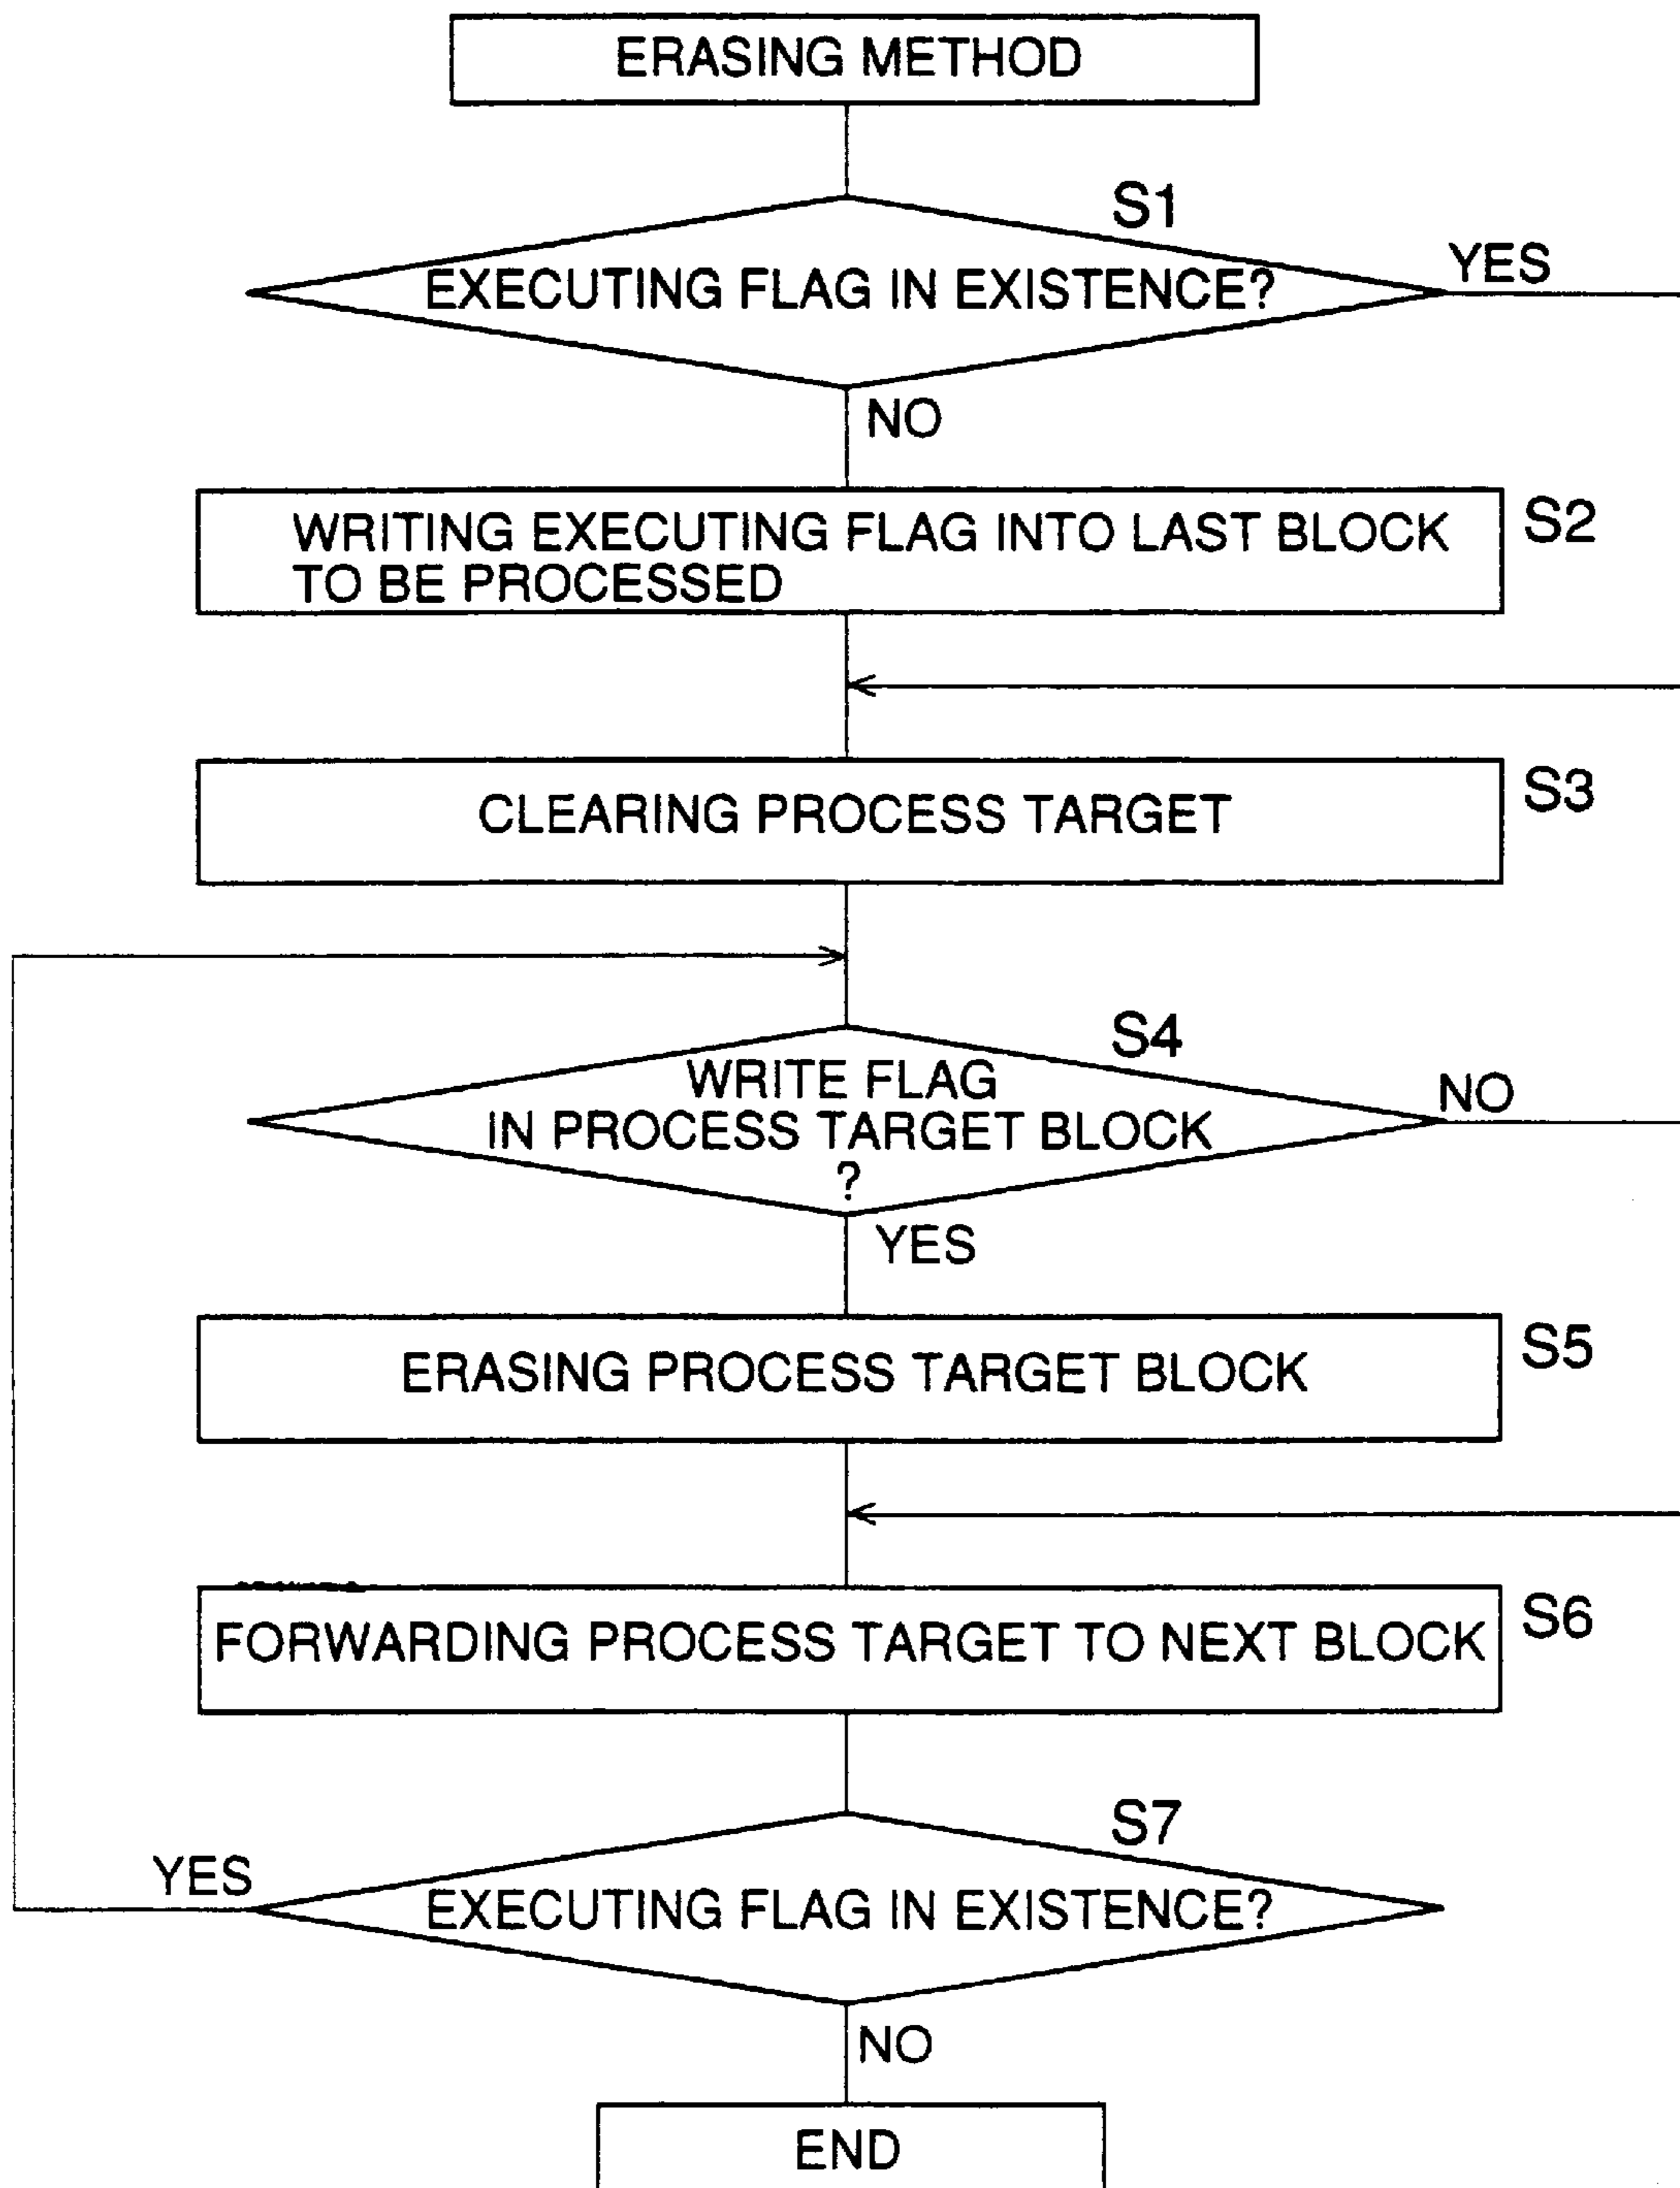 ERASING METHOD
S1
EXECUTING FLAG IN EXISTENCE?
YES
NO
WRITING EXECUTING FLAG INTO LAST BLOCK
TO BE PROCESSED
S2
CLEARING PROCESS TARGET
S3
S4
WRITE FLAG
IN PROCESS TARGET BLOCK
?
NO
YES
ERASING PROCESS TARGET BLOCK
S5
FORWARDING PROCESS TARGET TO NEXT BLOCK
S6
S7
YES
EXECUTING FLAG IN EXISTENCE?
NO
END